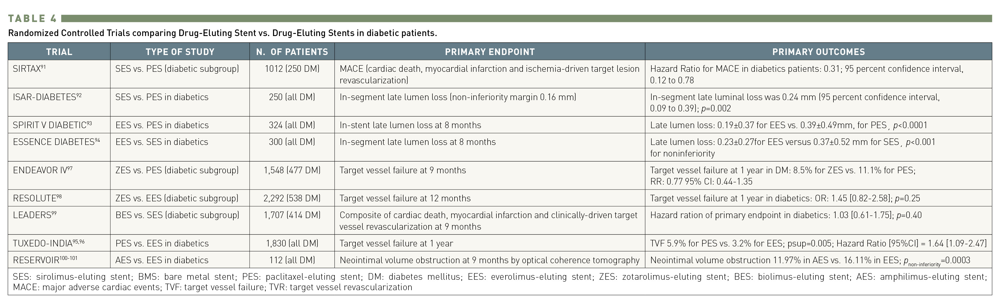 TABLE 4
Randomized Controlled Trials comparing Drug-Eluting Stent vs. Drug-Eluting Stents in diabetic patients.
TRIAL TYPE OF STUDY N. OF PATIENTS PRIMARY ENDPOINT PRIMARY OUTCOMES
SIRTAX91 SES vs. PES (diabetic subgroup) 1012 (250 DM) MACE (cardiac death, myocardial infarction and ischemia-driven target lesion Hazard Ratio for MACE in diabetics patients: 0.31; 95 percent confidence interval,
revascularization) 0.12 to 0.78
ISAR-DIABETES92 SES vs. PES in diabetics 250 (all DM) In-segment late lumen loss (non-inferiority margin 0.16 mm) In-segment late luminal loss was 0.24 mm (95 percent confidence interval,
0.09 to 0.39); p=0.002
SPIRIT V DIABETIC93 EES vs. PES in diabetics 324 (all DM) In-stent late lumen loss at 8 months Late lumen loss: 0.19±0.37 for EES vs. 0.39±0.49mm, for PES¸ p<0.0001
ESSENCE DIABETES94 EES vs. SES in diabetics 300 (all DM) In-segment late lumen loss at 8 months Late lumen loss: 0.23±0.27for EES versus 0.37±0.52 mm for SES¸ p<0.001
for noninferiority
ENDEAVOR IV97 ZES vs. PES (diabetic subgroup) 1,548 (477 DM) Target vessel failure at 9 months Target vessel failure at 1 year in DM: 8.5% for ZES vs. 11.1% for PES;
RR: 0.77 95% CI: 0.44-1.35
RESOLUTE98 ZES vs. EES (diabetic subgroup) 2,292 (538 DM) Target vessel failure at 12 months Target vessel failure at 1 year in diabetics: OR: 1.45 [0.82-2.58]; p=0.25
LEADERS99 BES vs. SES (diabetic subgroup) 1,707 (414 DM) Composite of cardiac death, myocardial infarction and clinically-driven target Hazard ration of primary endpoint in diabetics: 1.03 [0.61-1.75]; p=0.40
vessel revascularization at 9 months
TUXEDO-INDIA95,96 PES vs. EES in diabetics 1,830 (all DM) Target vessel failure at 1 year TVF 5.9% for PES vs. 3.2% for EES; psup=0.005; Hazard Ratio [95%CI] = 1.64 [1.09-2.47]
RESERVOIR100-101 AES vs. EES in diabetics 112 (all DM) Neointimal volume obstruction at 9 months by optical coherence tomography Neointimal volume obstruction 11.97% in AES vs. 16.11% in EES; pnon-inferiority=0.0003
SES: sirolimus-eluting stent; BMS: bare metal stent; PES: paclitaxel-eluting stent; DM: diabetes mellitus; EES: everolimus-eluting stent; ZES: zotarolimus-eluting stent; BES: biolimus-eluting stent; AES: amphilimus-eluting stent;
MACE: major adverse cardiac events; TVF: target vessel failure; TVR: target vessel revascularization